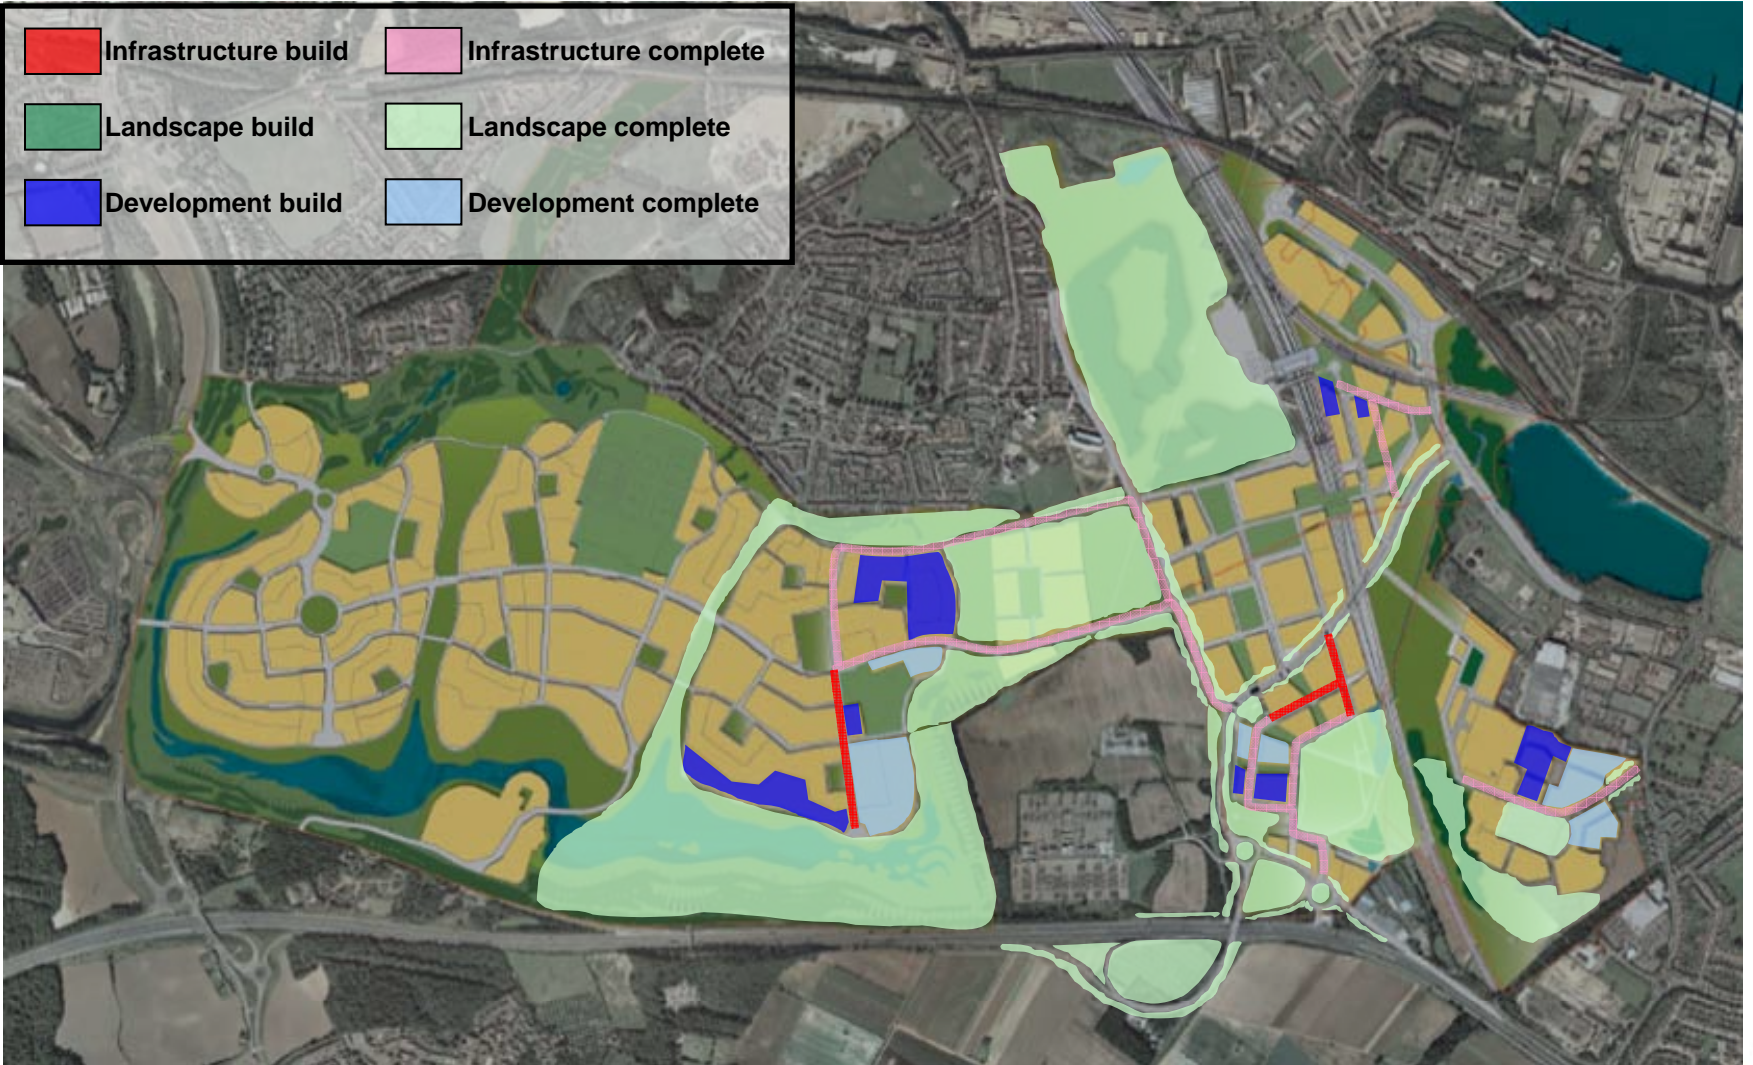 Infrastructure build
Infrastructure complete
Landscape build
Landscape complete
Development build
Development complete